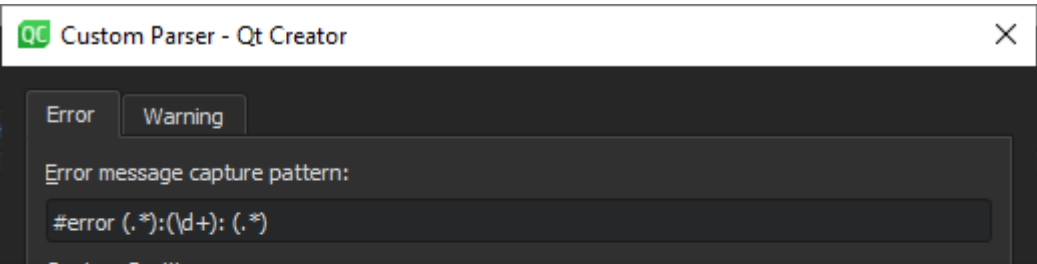 QC Custom Parser - Qt Creator
Error Warning
Error message capture pattern:
#error (.*):(\d+): (.*)